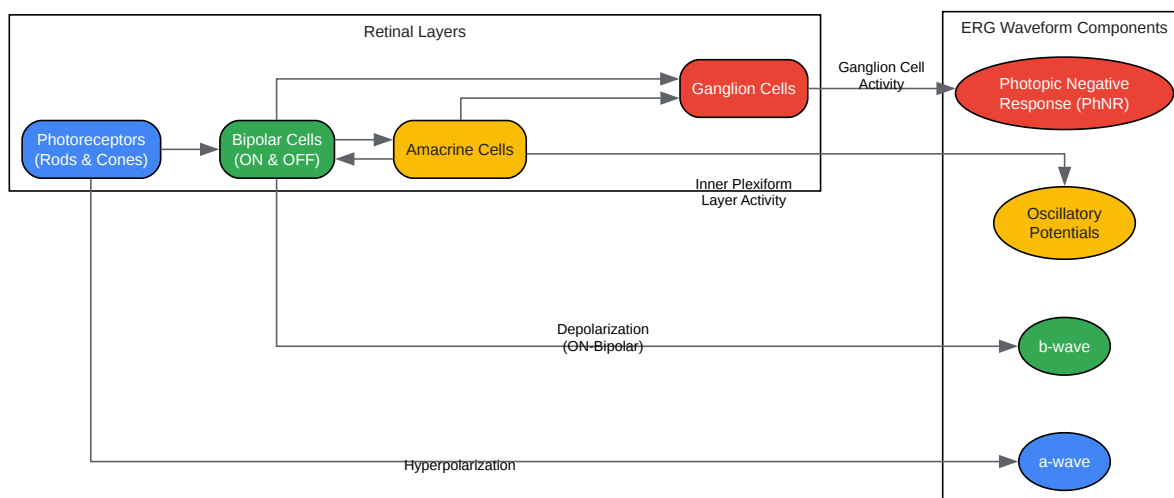 Retinal Layers
ERG Waveform Components
Photoreceptors
(Rods & Cones)
Bipolar Cells
(ON & OFF)
Amacrine Cells
Ganglion Cells
Ganglion Cell
Activity
Photopic Negative
Response (PhNR)
Inner Plexiform
Layer Activity
Oscillatory
Potentials
Depolarization
(ON-Bipolar)
b-wave
Hyperpolarization
a-wave